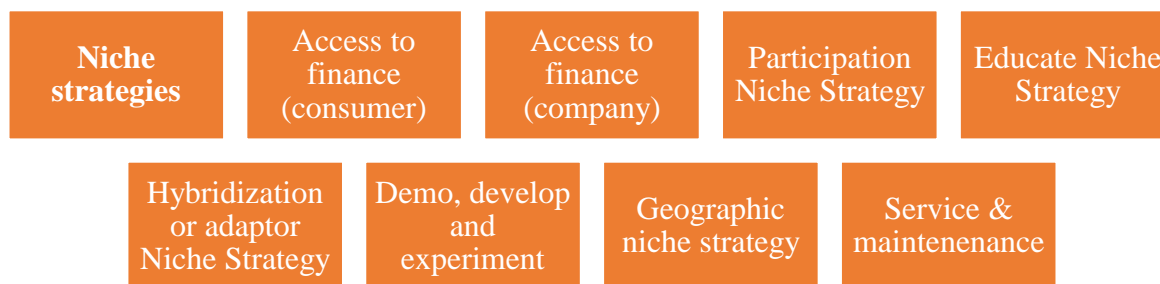 Niche
strategies
Access to
finance
(consumer)
Access to
finance
(company)
Participation
Niche Strategy
Educate Niche
Strategy
Hybridization
or adaptor
Niche Strategy
Demo, develop
and
experiment
Geographic
niche strategy
Service &
maintenenance